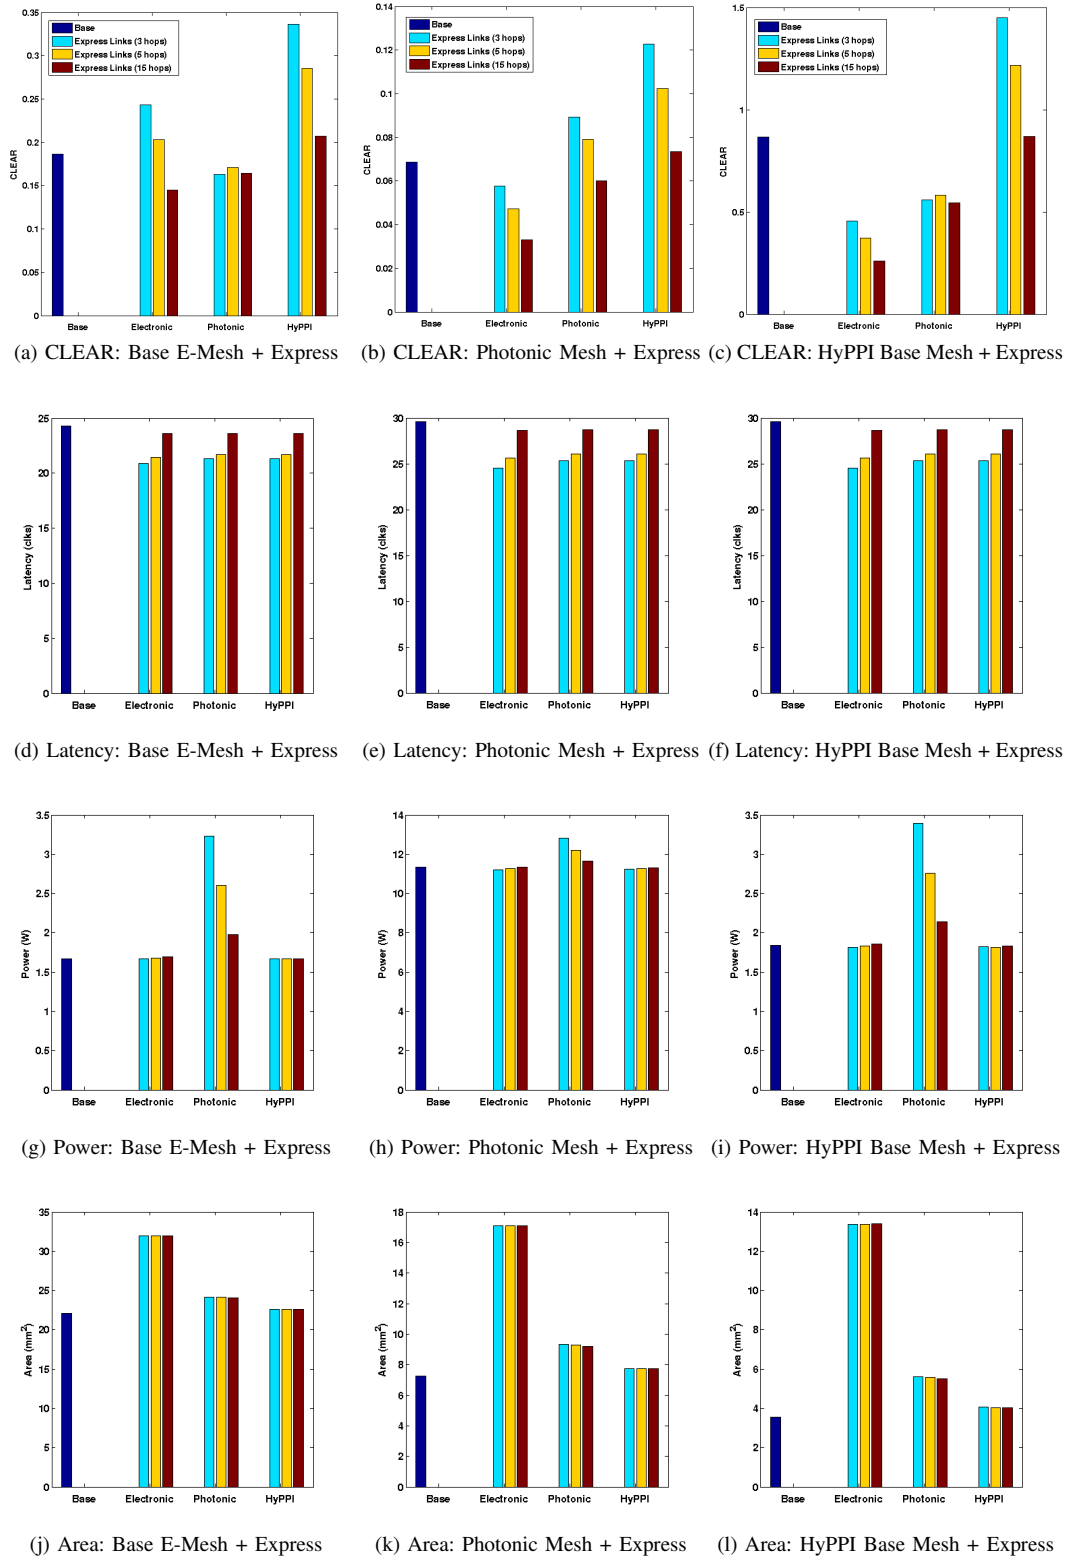 0.35
0.3
0.25
0.2
0.15
0.1
0.05
0
CLEAR
Base
Express Links (3 hops)
Express Links (5 hops)
Express Links (15 hops)
Base Electronic Photonic HyPPI
(a) CLEAR: Base E-Mesh + Express
0.14
0.12
0.1
0.08
0.06
0.04
0.02
0
CLEAR
Base
Express Links (3 hops)
Express Links (5 hops)
Express Links (15 hops)
Base Electronic Photonic HyPPI
(b) CLEAR: Photonic Mesh + Express
1.5
1
0.5
0
CLEAR
Base
Express Links (3 hops)
Express Links (5 hops)
Express Links (15 hops)
Base Electronic Photonic HyPPI
(c) CLEAR: HyPPI Base Mesh + Express
25
20
15
10
5
0
Latency (clks)
Base Electronic Photonic HyPPI
(d) Latency: Base E-Mesh + Express
30
25
20
15
10
5
0
Latency (clks)
Base Electronic Photonic HyPPI
(e) Latency: Photonic Mesh + Express
30
25
20
15
10
5
0
Latency (clks)
Base Electronic Photonic HyPPI
(f) Latency: HyPPI Base Mesh + Express
3.5
3
2.5
2
1.5
1
0.5
0
Power (W)
Base Electronic Photonic HyPPI
(g) Power: Base E-Mesh + Express
14
12
10
8
6
4
2
0
Power (W)
Base Electronic Photonic HyPPI
(h) Power: Photonic Mesh + Express
3.5
3
2.5
2
1.5
1
0.5
0
Power (W)
Base Electronic Photonic HyPPI
(i) Power: HyPPI Base Mesh + Express
35
30
25
20
15
10
5
0
Area (mm²)
Base Electronic Photonic HyPPI
(j) Area: Base E-Mesh + Express
18
16
14
12
10
8
6
4
2
0
Area (mm²)
Base Electronic Photonic HyPPI
(k) Area: Photonic Mesh + Express
14
12
10
8
6
4
2
0
Area (mm²)
Base Electronic Photonic HyPPI
(l) Area: HyPPI Base Mesh + Express